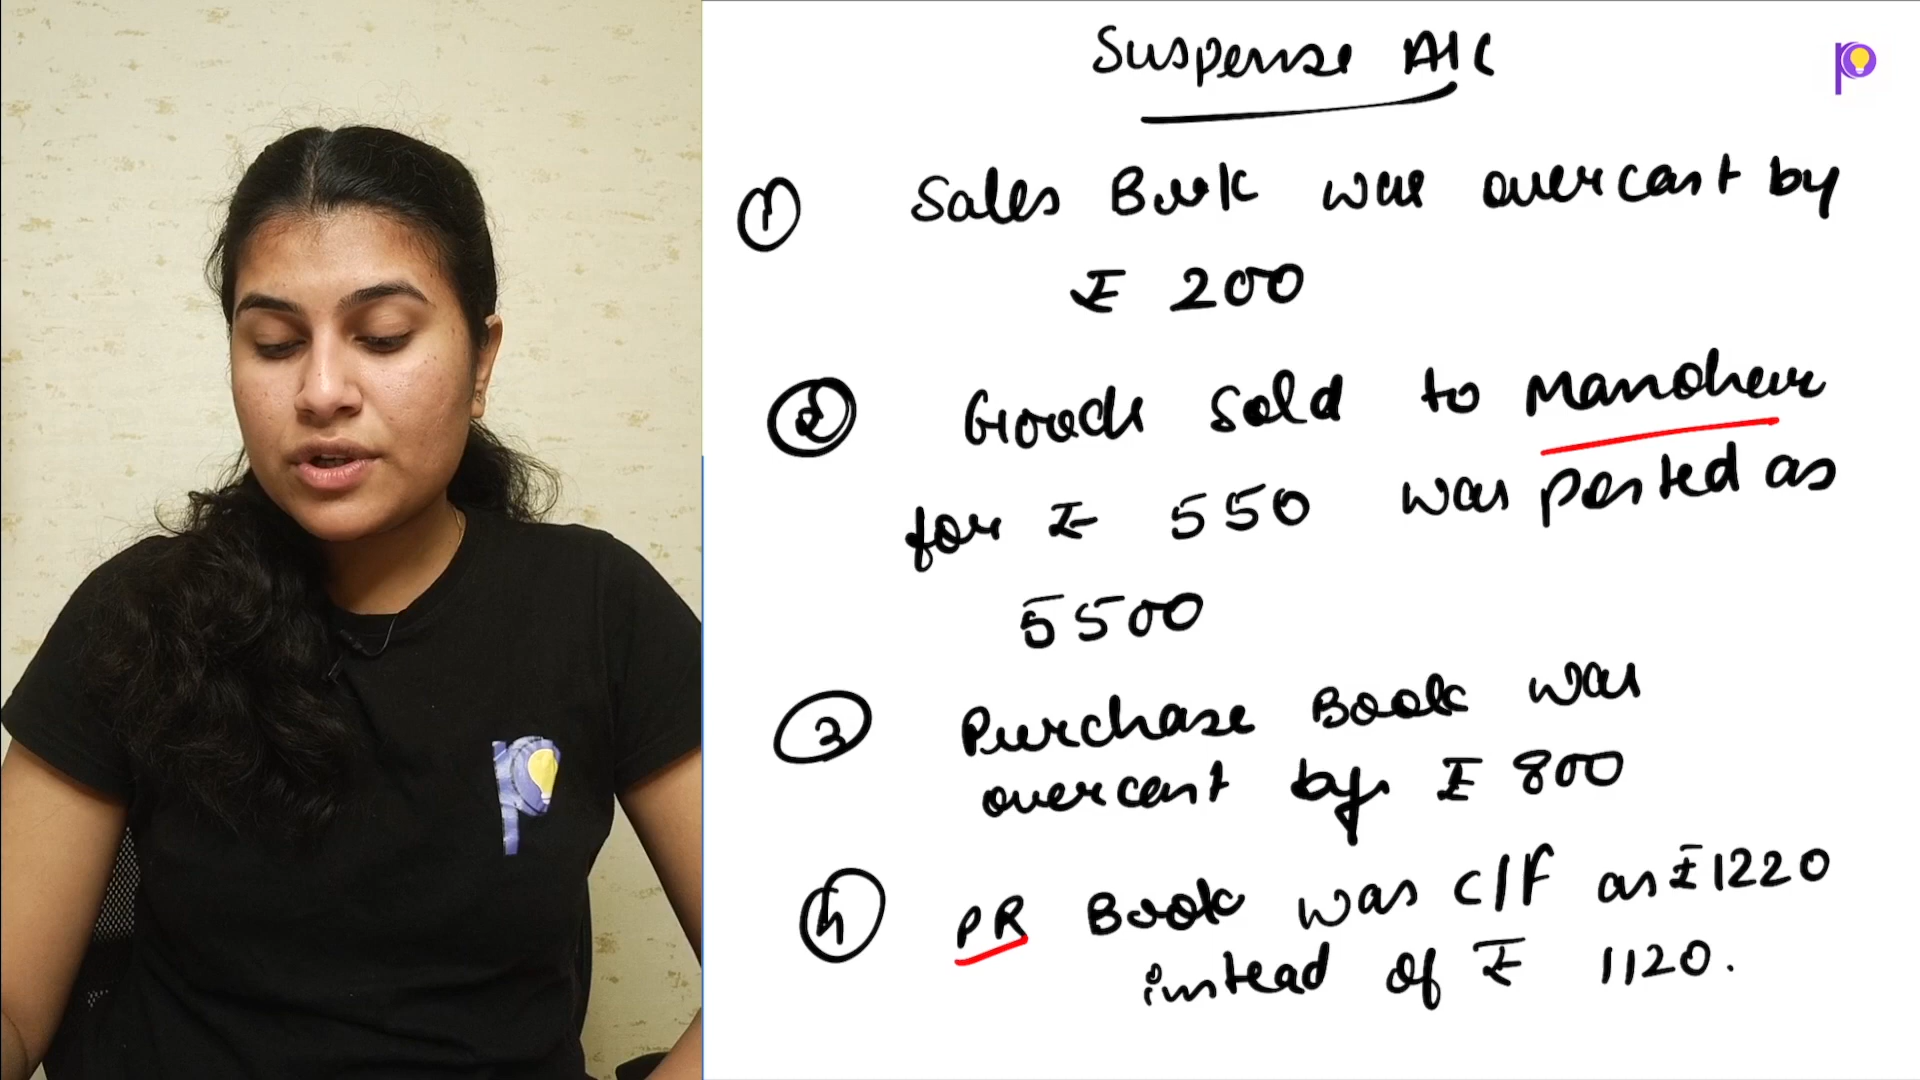 Suspense A/C
① Sales Book was overcast by
₹ 200
② Goods sold to Manohar
for ₹ 550 was posted as
5500
③ Purchase Book was
overcast by ₹ 800
④ PR Book was C/F as ₹ 1220
instead of ₹ 1120.